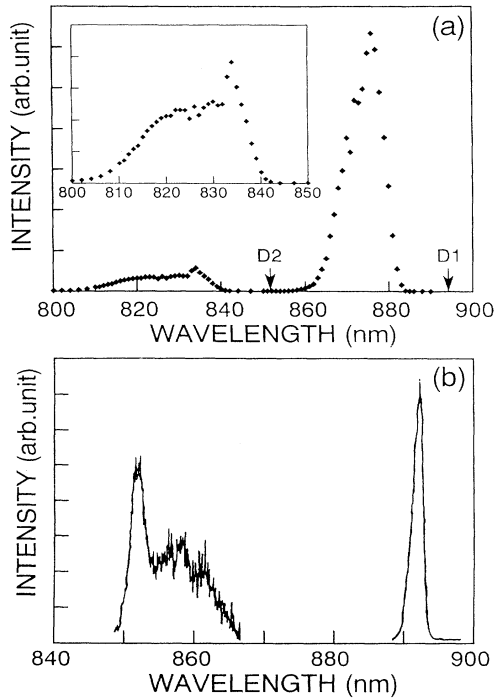 (a)
INTENSITY (arb.unit)
800 810 820 830 840 850
D2
D1
800 820 840 860 880 900
WAVELENGTH (nm)
(b)
INTENSITY (arb.unit)
840 860 880 900
WAVELENGTH (nm)